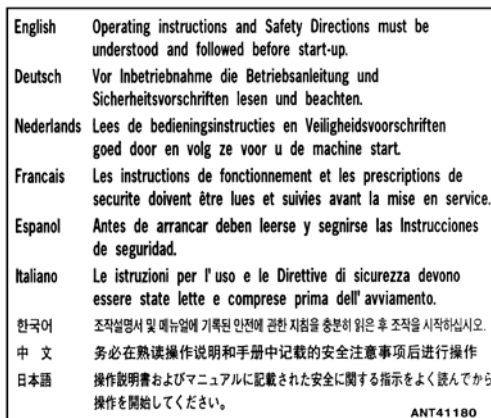 English Operating instructions and Safety Directions must be
understood and followed before start-up.
Deutsch Vor Inbetriebnahme die Betriebsanleitung und
Sicherheitsvorschriften lesen und beachten.
Nederlands Lees de bedieningsinstructies en Veiligheidsvoorschriften
goed door en volg ze voor u de machine start.
Francais Les instructions de fonctionnement et les prescriptions de
securite doivent être lues et suivies avant la mise en service.
Espanol Antes de arrancar deben leerse y segnirse las Instrucciones
de seguridad.
Italiano Le istruzioni per l'uso e le Direttive di sicurezza devono
essere state lette e comprese prima dell'avviamento.
한국어 조작설명서 및 메뉴얼에 기록된 안전에 관한 지침을 충분히 읽은 후 조작을 시작하십시오.
中 文 务必在熟读操作说明和手册中记载的安全注意事项后进行操作
日本語 操作説明書およびマニュアルに記載された安全に関する指示をよく読んでから
操作を開始してください。
ANT41180